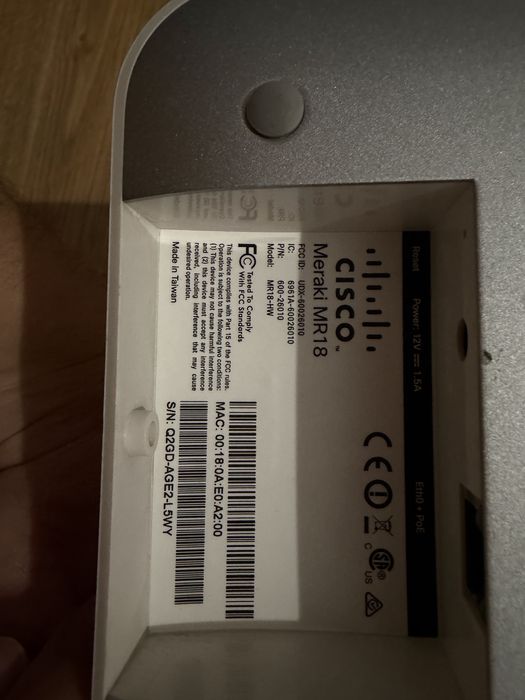 Reset Power: 12V ⎓ 1.5A Eth0 + PoE
CISCO™
Meraki MR18
FCC ID: UDX-60026010
IC: 6961A-60026010
P/N: 600-26010
Model: MR18-HW
CE
C US
FC Tested To Comply
With FCC Standards
This device complies with Part 15 of the FCC rules.
Operation is subject to the following two conditions:
(1) This device may not cause harmful interference
and (2) this device must accept any interference
received, including interference that may cause
undesired operation.
Made in Taiwan
MAC: 00:18:0A:E0:A2:00
S/N: Q2GD-AGE2-L5WY